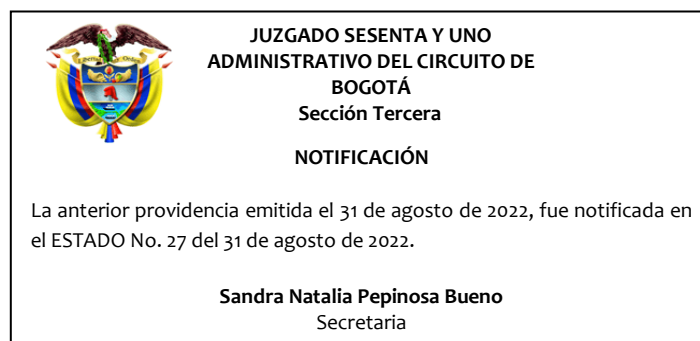 JUZGADO SESENTA Y UNO
ADMINISTRATIVO DEL CIRCUITO DE
BOGOTÁ
Sección Tercera
NOTIFICACIÓN
La anterior providencia emitida el 31 de agosto de 2022, fue notificada en
el ESTADO No. 27 del 31 de agosto de 2022.
Sandra Natalia Pepinosa Bueno
Secretaria